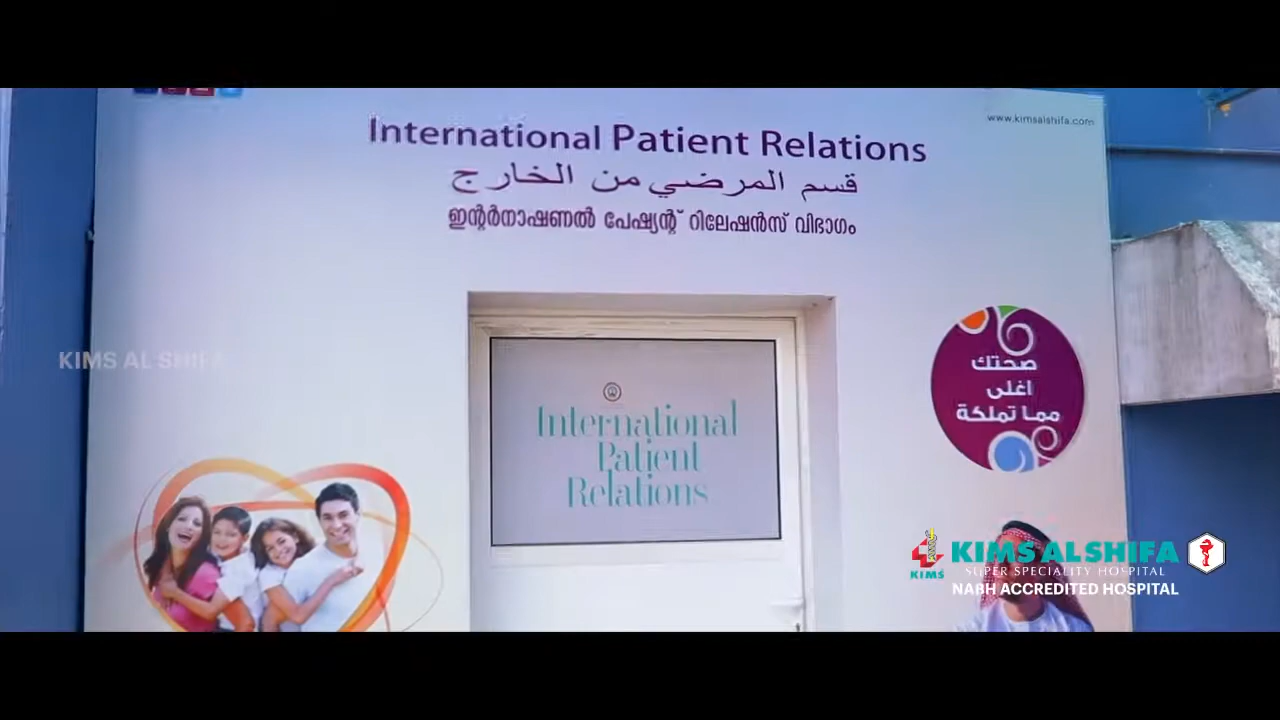 www.kimsalshifa.com
International Patient Relations
قسم المرضي من الخارج
ഇന്റർനാഷണൽ പേഷ്യന്റ് റിലേഷൻസ് വിഭാഗം
International
Patient
Relations
صحتك
اغلى
مما تملكة
KIMS AL SHIFA
KIMS
KIMS AL SHIFA
SUPER SPECIALITY HOSPITAL
NABH ACCREDITED HOSPITAL